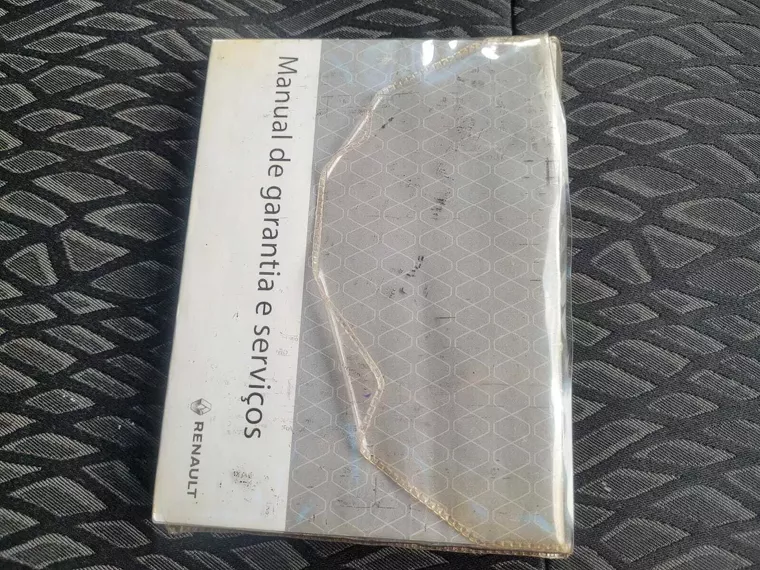 Manual de garantia e serviços
RENAULT